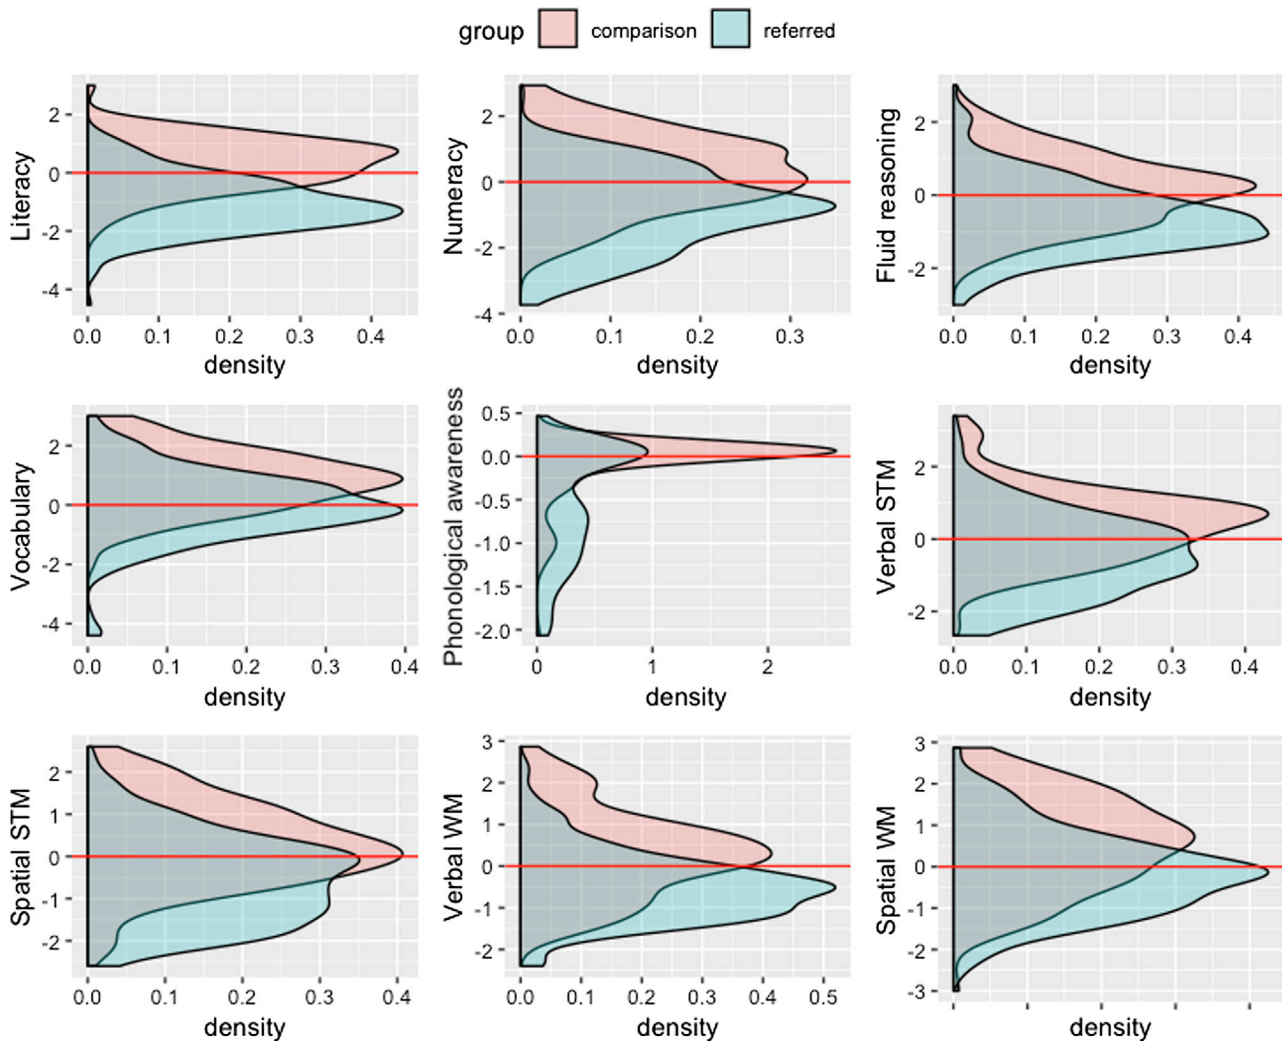 group comparison referred
Literacy
2
0
-2
-4
0.0 0.1 0.2 0.3 0.4
density
Numeracy
2
0
-2
-4
0.0 0.1 0.2 0.3
density
Fluid reasoning
2
0
-2
0.0 0.1 0.2 0.3 0.4
density
Vocabulary
2
0
-2
-4
0.0 0.1 0.2 0.3 0.4
density
Phonological awareness
0.5
0.0
-0.5
-1.0
-1.5
-2.0
0 1 2
density
Verbal STM
2
0
-2
0.0 0.1 0.2 0.3 0.4
density
Spatial STM
2
1
0
-1
-2
0.0 0.1 0.2 0.3 0.4
density
Verbal WM
3
2
1
0
-1
-2
0.0 0.1 0.2 0.3 0.4 0.5
density
Spatial WM
3
2
1
0
-1
-2
-3
density